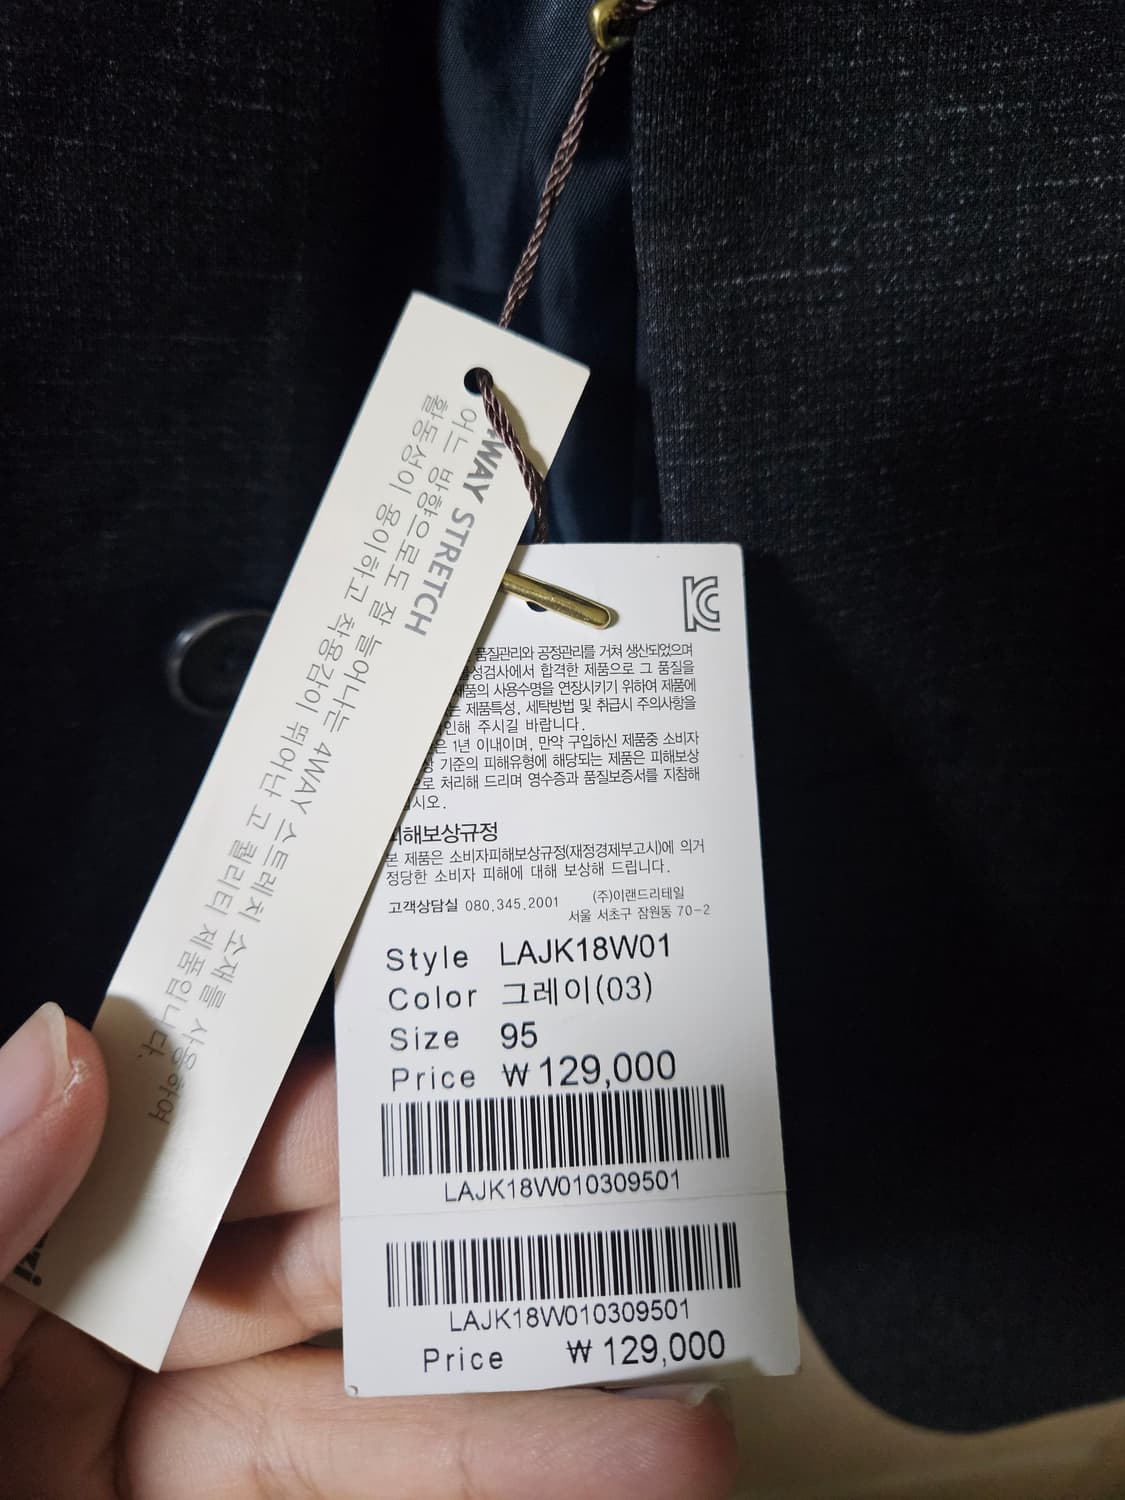 4WAY STRETCH
어느 방향으로도 잘 늘어나는 4WAY 스트레치 소재를 사용하여
활동성이 용이하고 착용감이 뛰어난 고 퀄리티 제품입니다.
품질관리와 공정관리를 거쳐 생산되었으며
성검사에서 합격한 제품으로 그 품질을
제품의 사용수명을 연장시키기 위하여 제품에
는 제품특성, 세탁방법 및 취급시 주의사항을
인해 주시길 바랍니다.
은 1년 이내이며, 만약 구입하신 제품중 소비자
상 기준의 피해유형에 해당되는 제품은 피해보상
으로 처리해 드리며 영수증과 품질보증서를 지참해
십시오.
피해보상규정
본 제품은 소비자피해보상규정(재정경제부고시)에 의거
정당한 소비자 피해에 대해 보상해 드립니다.
고객상담실 080.345.2001 (주)이랜드리테일
서울 서초구 잠원동 70-2
Style LAJK18W01
Color 그레이(03)
Size 95
Price ₩129,000
LAJK18W010309501
LAJK18W010309501
Price ₩129,000